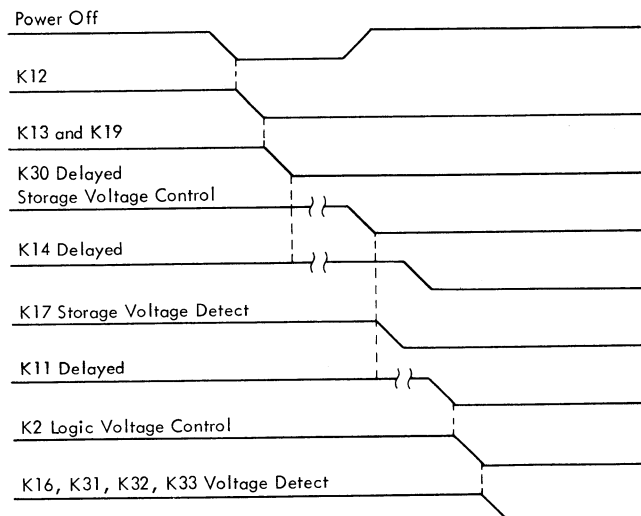 Power Off
K12
K13 and K19
K30 Delayed
Storage Voltage Control
K14 Delayed
K17 Storage Voltage Detect
K11 Delayed
K2 Logic Voltage Control
K16, K31, K32, K33 Voltage Detect